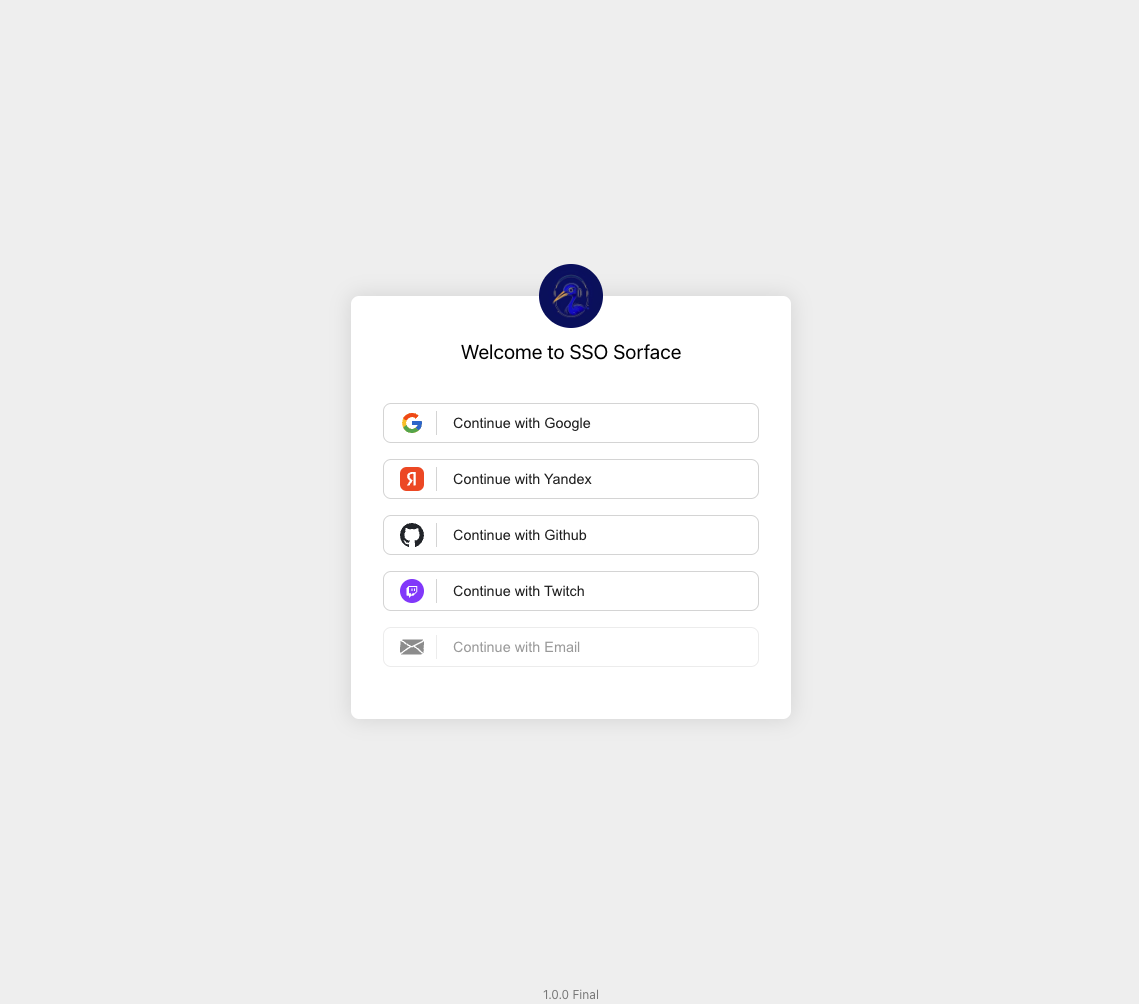 Welcome to SSO Sorface
Continue with Google
Я
Continue with Yandex
Continue with Github
Continue with Twitch
Continue with Email
1.0.0 Final